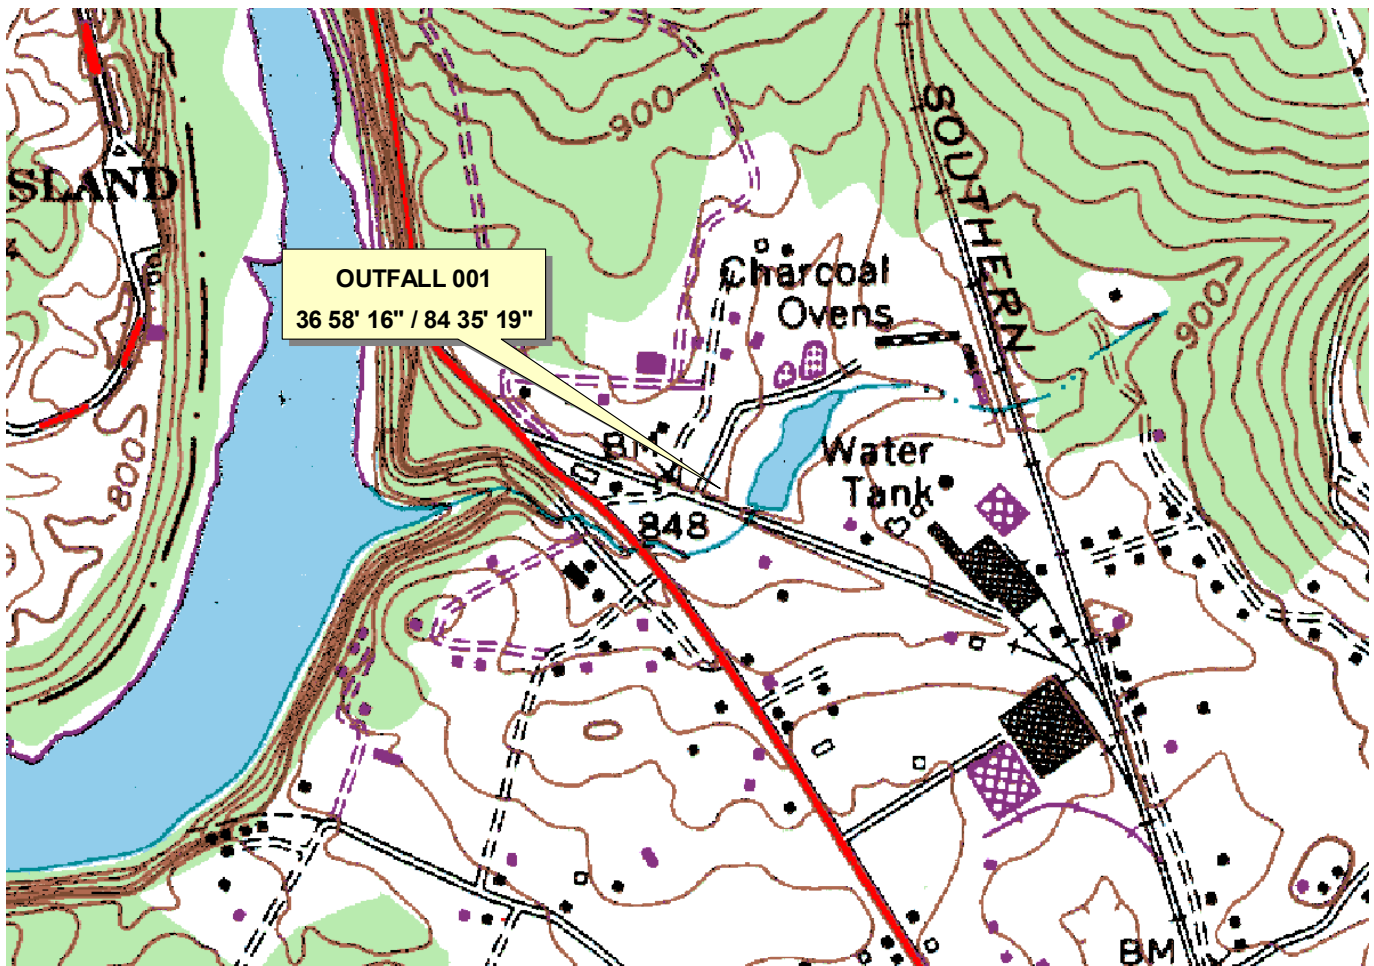 900
SOUTHERN
SLAND
OUTFALL 001
36 58' 16" / 84 35' 19"
Charcoal
Ovens
900
800
BM
848
Water
Tank
BM